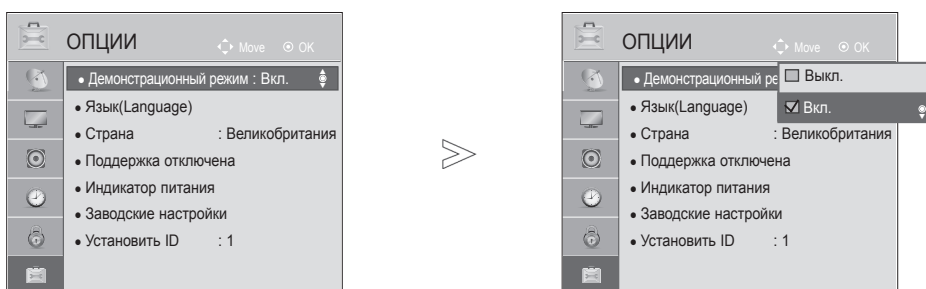 ОПЦИИ Move OK
• Демонстрационный режим : Вкл.
• Язык(Language)
• Страна : Великобритания
• Поддержка отключена
• Индикатор питания
• Заводские настройки
• Установить ID : 1
ОПЦИИ Move OK
• Демонстрационный ре
Выкл.
• Язык(Language)
Вкл.
• Страна : Великобритания
• Поддержка отключена
• Индикатор питания
• Заводские настройки
• Установить ID : 1